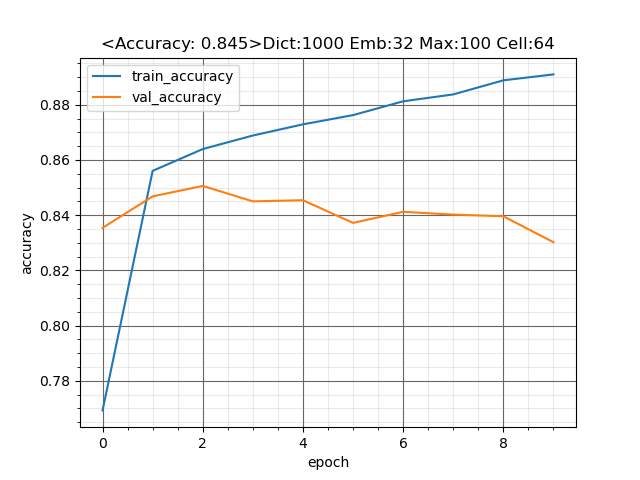 <Accuracy: 0.845>Dict:1000 Emb:32 Max:100 Cell:64
train_accuracy
val_accuracy
0.88
0.86
0.84
0.82
0.80
0.78
accuracy
0 2 4 6 8
epoch